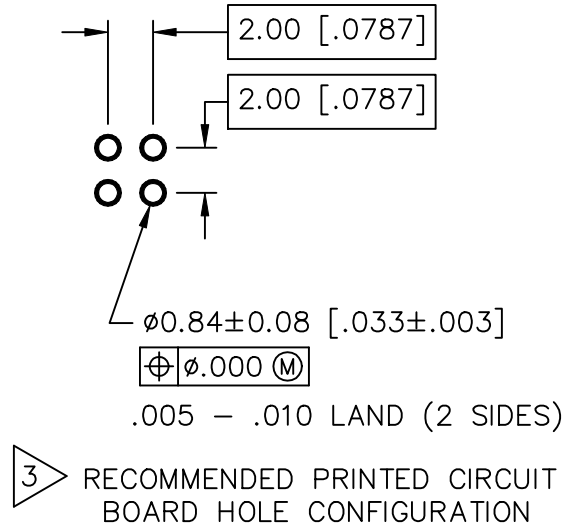 2.00 [.0787]
2.00 [.0787]
ø0.84±0.08 [.033±.003]
⌖ ø.000 Ⓜ
.005 – .010 LAND (2 SIDES)
3 RECOMMENDED PRINTED CIRCUIT
BOARD HOLE CONFIGURATION